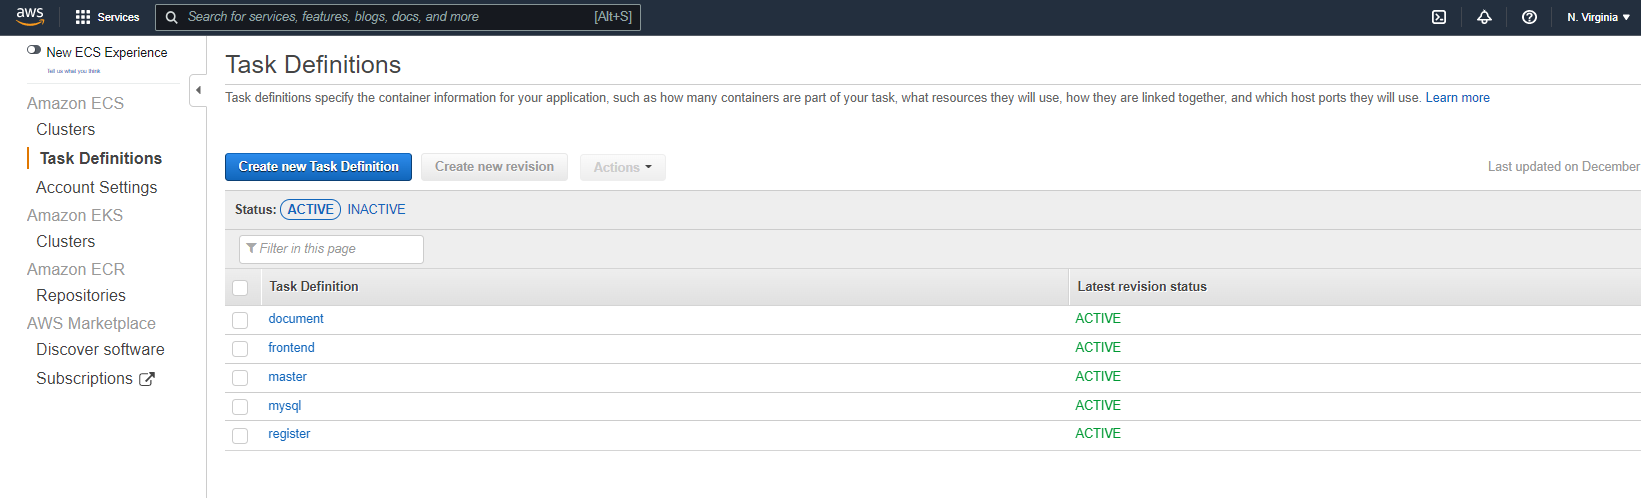 aws Services Search for services, features, blogs, docs, and more [Alt+S] N. Virginia
New ECS Experience
Tell us what you think
Amazon ECS
Clusters
Task Definitions
Account Settings
Amazon EKS
Clusters
Amazon ECR
Repositories
AWS Marketplace
Discover software
Subscriptions
Task Definitions
Task definitions specify the container information for your application, such as how many containers are part of your task, what resources they will use, how they are linked together, and which host ports they will use. Learn more
Create new Task Definition Create new revision Actions Last updated on December
Status: ACTIVE INACTIVE
Filter in this page
Task Definition Latest revision status
document ACTIVE
frontend ACTIVE
master ACTIVE
mysql ACTIVE
register ACTIVE